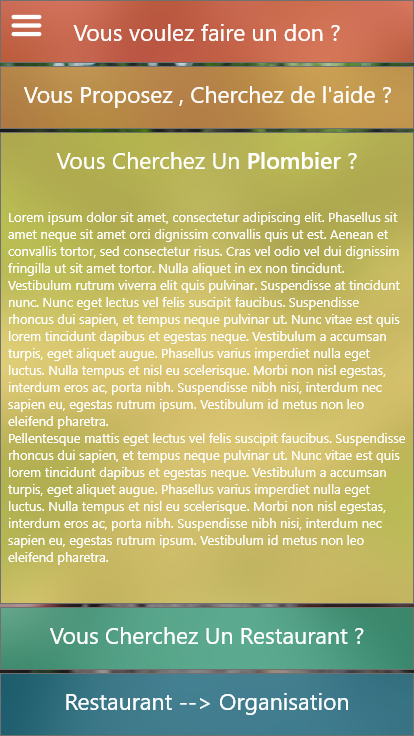 Vous voulez faire un don ?
Vous Proposez , Cherchez de l'aide ?
Vous Cherchez Un Plombier ?
Lorem ipsum dolor sit amet, consectetur adipiscing elit. Phasellus sit
amet neque sit amet orci dignissim convallis quis ut est. Aenean et
convallis tortor, sed consectetur risus. Cras vel odio vel dui dignissim
fringilla ut sit amet tortor. Nulla aliquet in ex non tincidunt.
Vestibulum rutrum viverra elit quis pulvinar. Suspendisse at tincidunt
nunc. Nunc eget lectus vel felis suscipit faucibus. Suspendisse
rhoncus dui sapien, et tempus neque pulvinar ut. Nunc vitae est quis
lorem tincidunt dapibus et egestas neque. Vestibulum a accumsan
turpis, eget aliquet augue. Phasellus varius imperdiet nulla eget
luctus. Nulla tempus et nisl eu scelerisque. Morbi non nisl egestas,
interdum eros ac, porta nibh. Suspendisse nibh nisi, interdum nec
sapien eu, egestas rutrum ipsum. Vestibulum id metus non leo
eleifend pharetra.
Pellentesque mattis eget lectus vel felis suscipit faucibus. Suspendisse
rhoncus dui sapien, et tempus neque pulvinar ut. Nunc vitae est quis
lorem tincidunt dapibus et egestas neque. Vestibulum a accumsan
turpis, eget aliquet augue. Phasellus varius imperdiet nulla eget
luctus. Nulla tempus et nisl eu scelerisque. Morbi non nisl egestas,
interdum eros ac, porta nibh. Suspendisse nibh nisi, interdum nec
sapien eu, egestas rutrum ipsum. Vestibulum id metus non leo
eleifend pharetra.
Vous Cherchez Un Restaurant ?
Restaurant --> Organisation